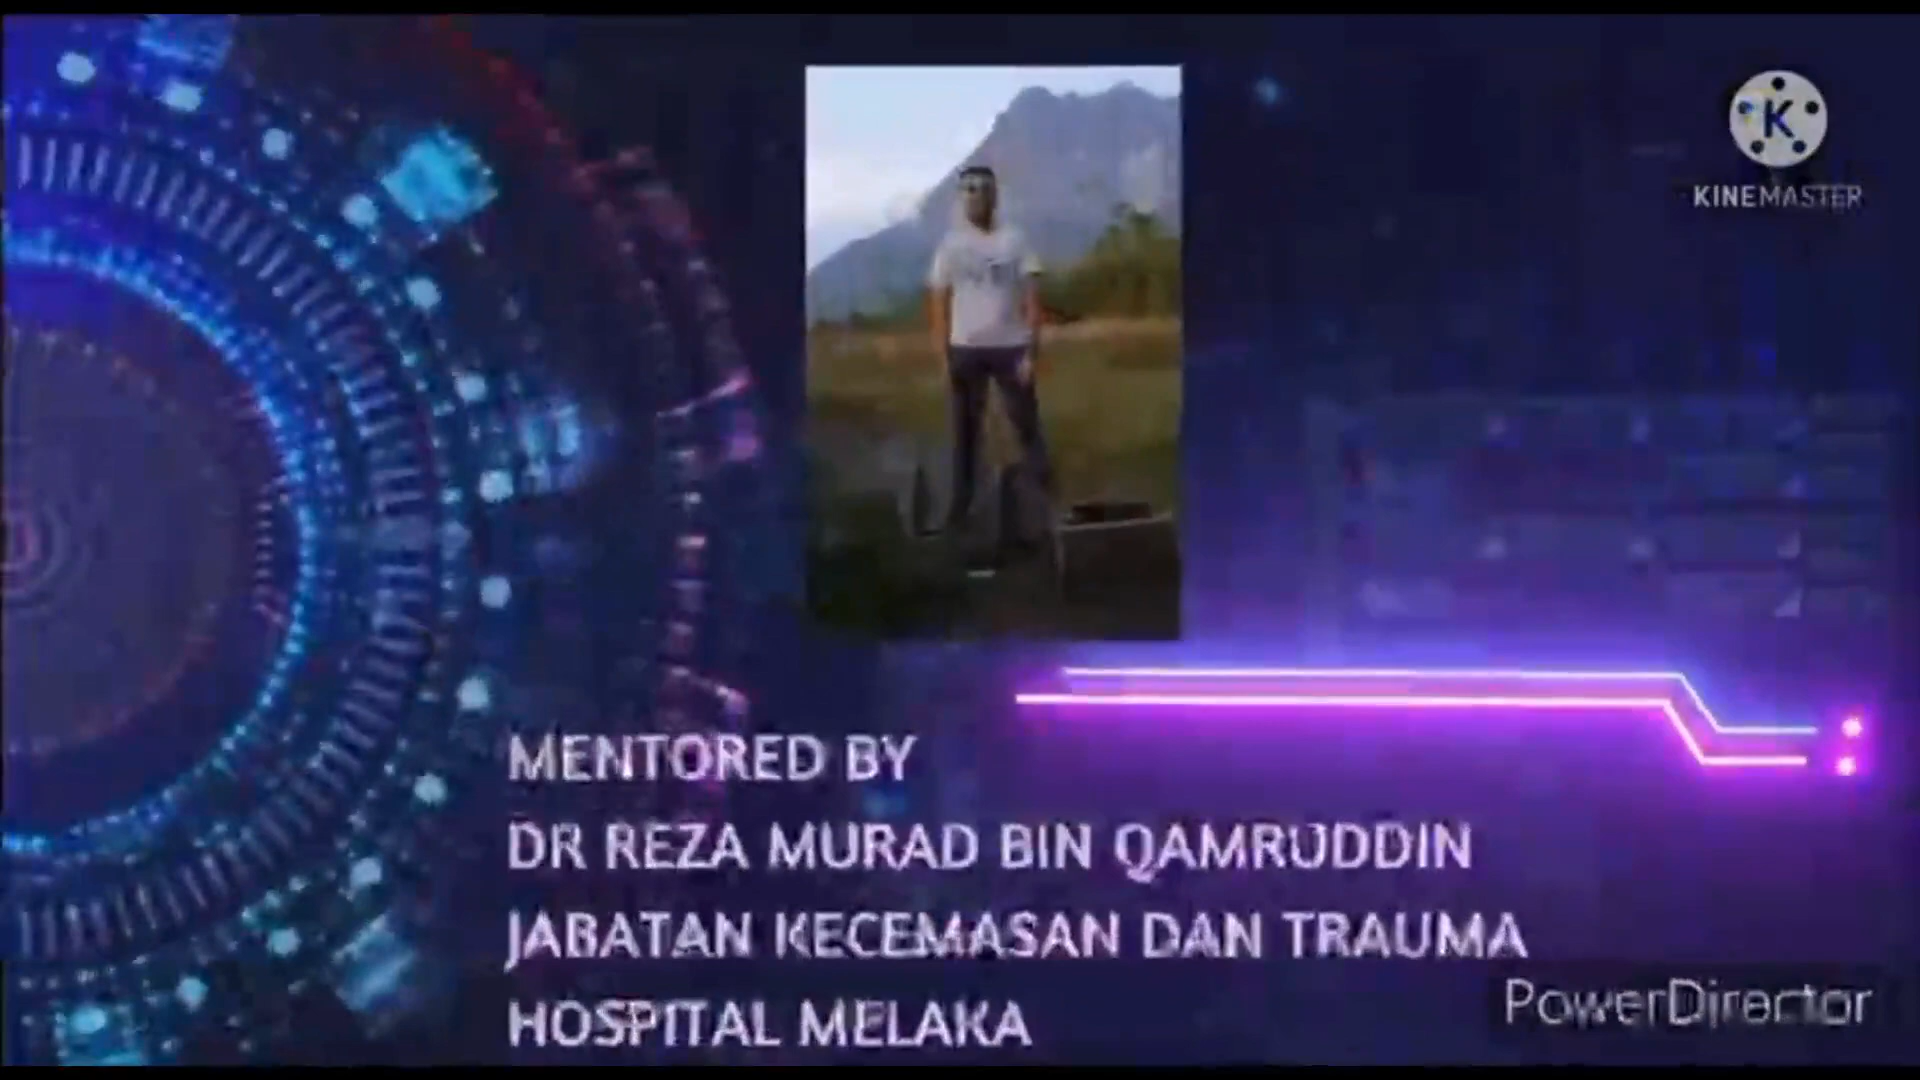 K
KINEMASTER
MENTORED BY
DR REZA MURAD BIN QAMRUDDIN
JABATAN KECEMASAN DAN TRAUMA
HOSPITAL MELAKA
PowerDirector